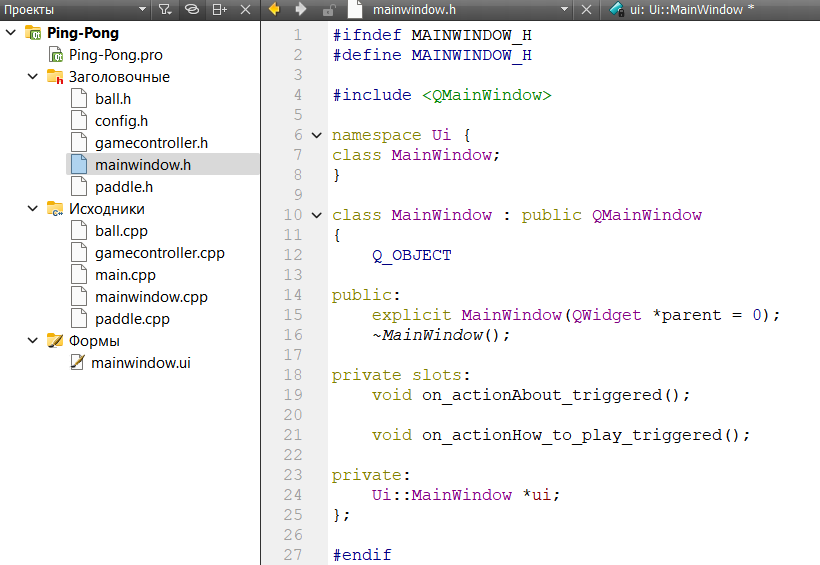 Проекты
mainwindow.h
ui: Ui::MainWindow *
Ping-Pong
Ping-Pong.pro
Заголовочные
ball.h
config.h
gamecontroller.h
mainwindow.h
paddle.h
Исходники
ball.cpp
gamecontroller.cpp
main.cpp
mainwindow.cpp
paddle.cpp
Формы
mainwindow.ui
1 #ifndef MAINWINDOW_H
2 #define MAINWINDOW_H
3
4 #include <QMainWindow>
5
6 namespace Ui {
7 class MainWindow;
8 }
9
10 class MainWindow : public QMainWindow
11 {
12     Q_OBJECT
13
14 public:
15     explicit MainWindow(QWidget *parent = 0);
16     ~MainWindow();
17
18 private slots:
19     void on_actionAbout_triggered();
20
21     void on_actionHow_to_play_triggered();
22
23 private:
24     Ui::MainWindow *ui;
25 };
26
27 #endif